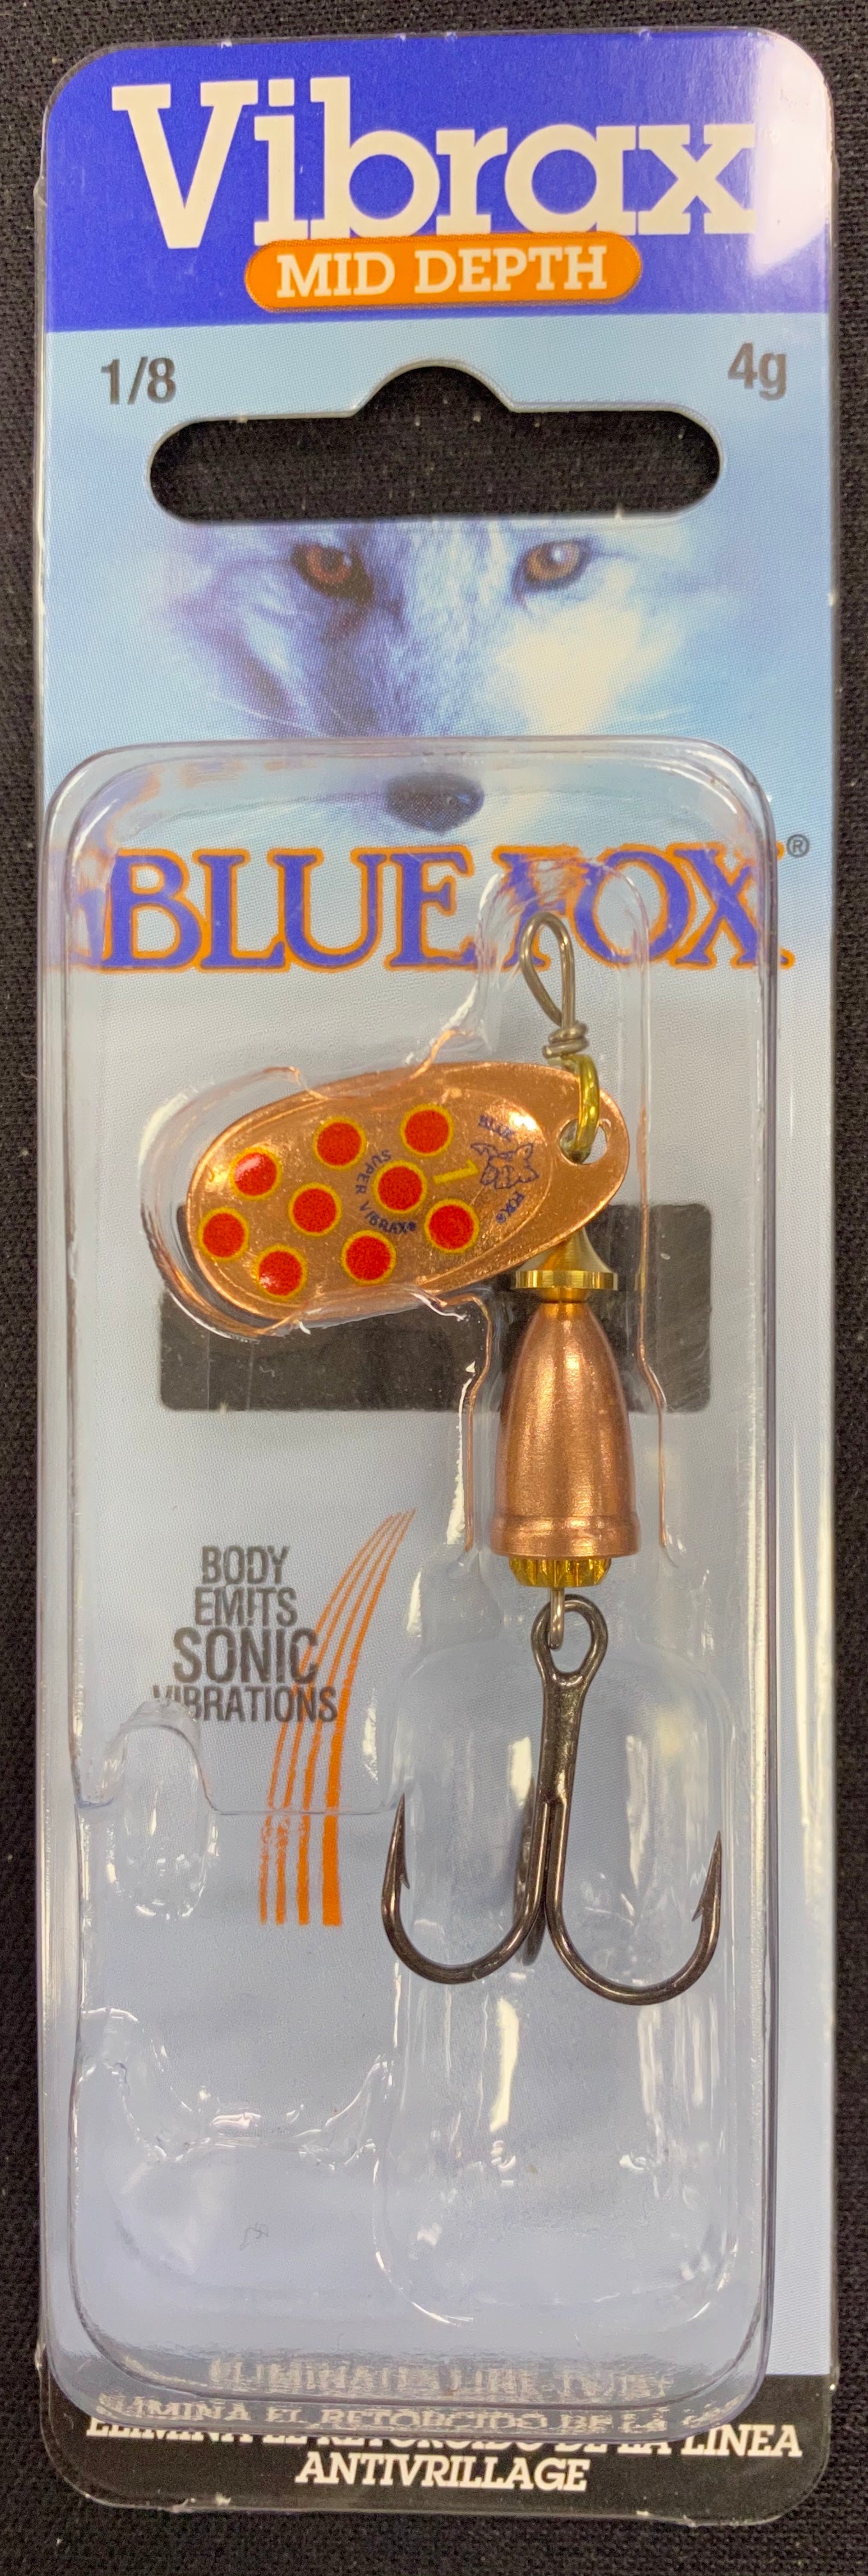 Vibrax
MID DEPTH
1/8
4g
BLUE FOX®
BLUE
FOX®
1
SUPER VIBRAX®
BODY
EMITS
SONIC
VIBRATIONS
ELIMINA EL RETORCIDO DE LA LINEA
ANTIVRILLAGE